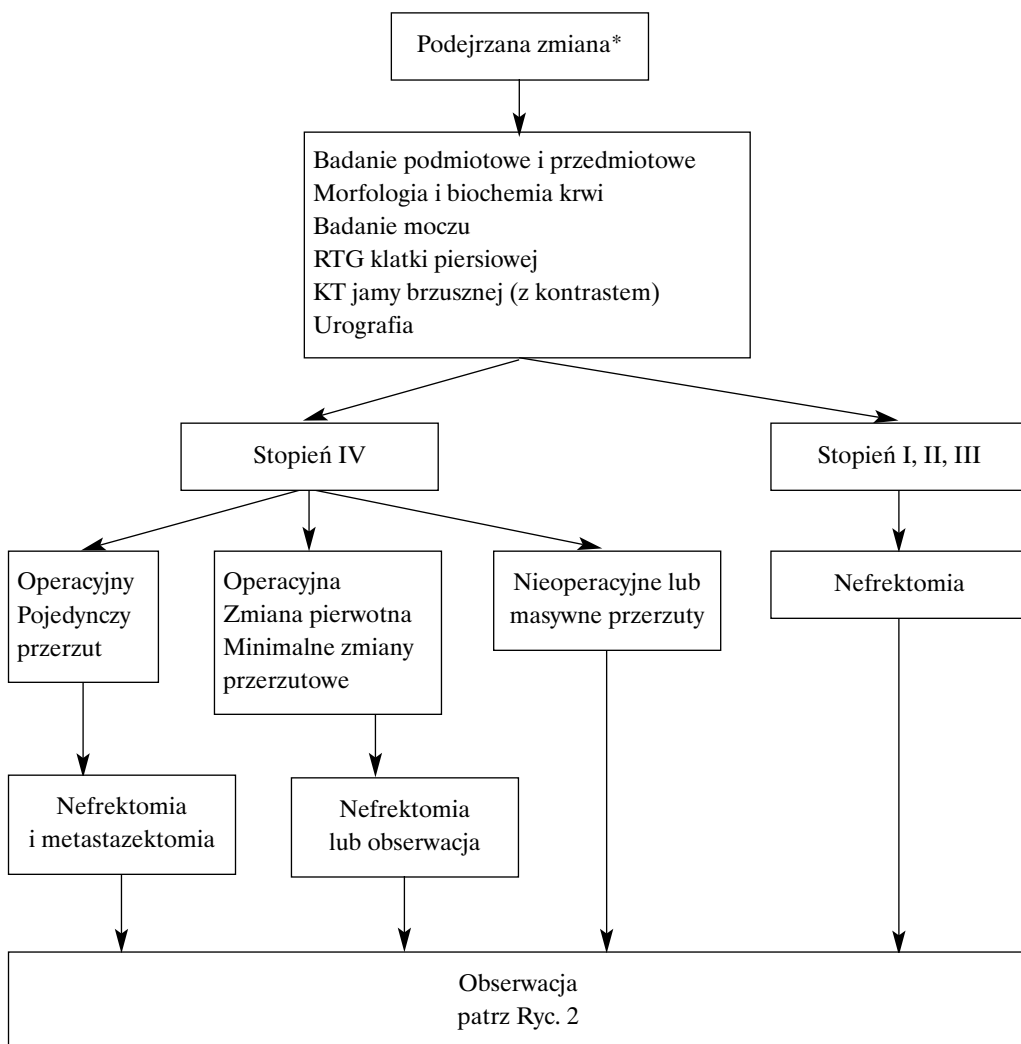 Podejrzana zmiana*
Badanie podmiotowe i przedmiotowe
Morfologia i biochemia krwi
Badanie moczu
RTG klatki piersiowej
KT jamy brzusznej (z kontrastem)
Urografia
Stopień IV
Stopień I, II, III
Operacyjny
Pojedynczy
przerzut
Operacyjna
Zmiana pierwotna
Minimalne zmiany
przerzutowe
Nieoperacyjne lub
masywne przerzuty
Nefrektomia
Nefrektomia
i metastazektomia
Nefrektomia
lub obserwacja
Obserwacja
patrz Ryc. 2